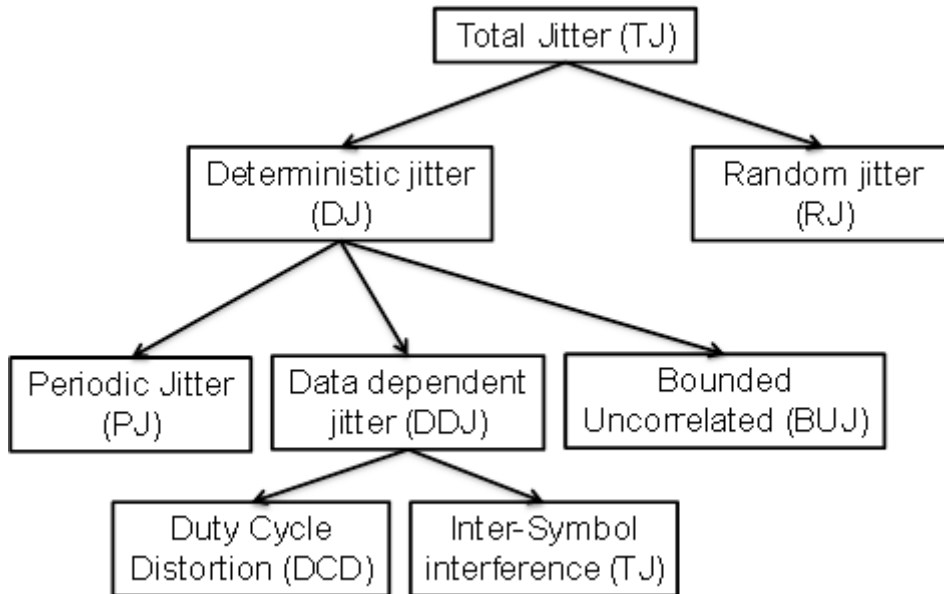 Total Jitter (TJ)
Deterministic jitter
(DJ)
Random jitter
(RJ)
Periodic Jitter
(PJ)
Data dependent
jitter (DDJ)
Bounded
Uncorrelated (BUJ)
Duty Cycle
Distortion (DCD)
Inter-Symbol
interference (TJ)